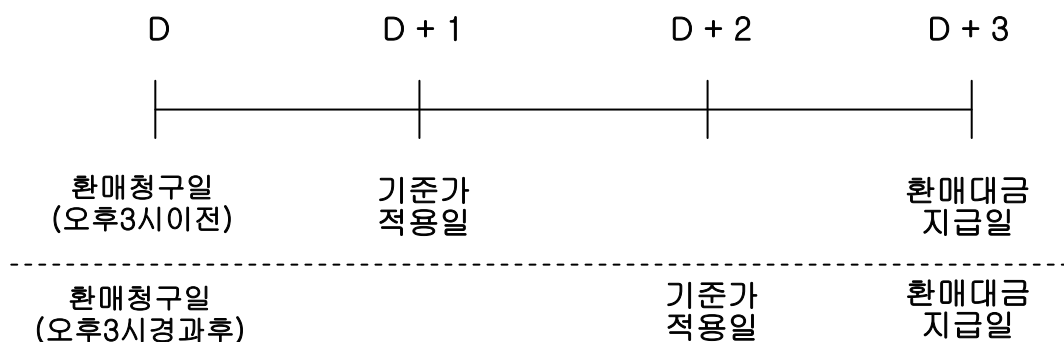 D D + 1 D + 2 D + 3
환매청구일 기준가 환매대금
(오후3시이전) 적용일 지급일
환매청구일 기준가 환매대금
(오후3시경과후) 적용일 지급일